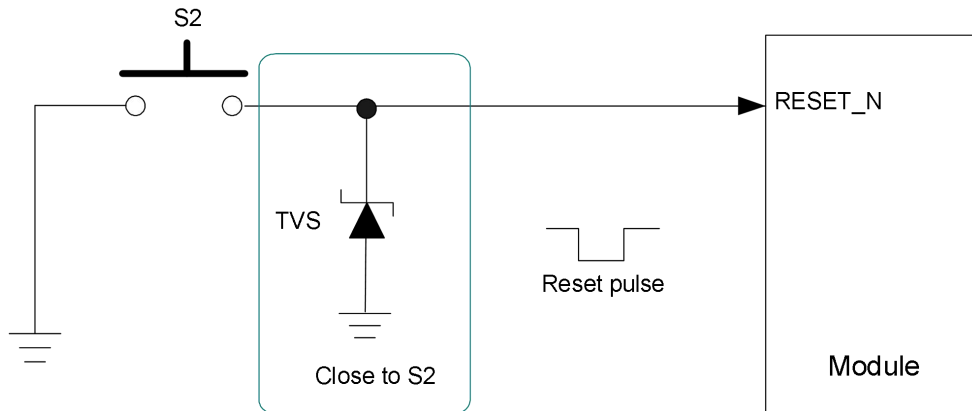 S2
RESET_N
TVS
Reset pulse
Close to S2
Module